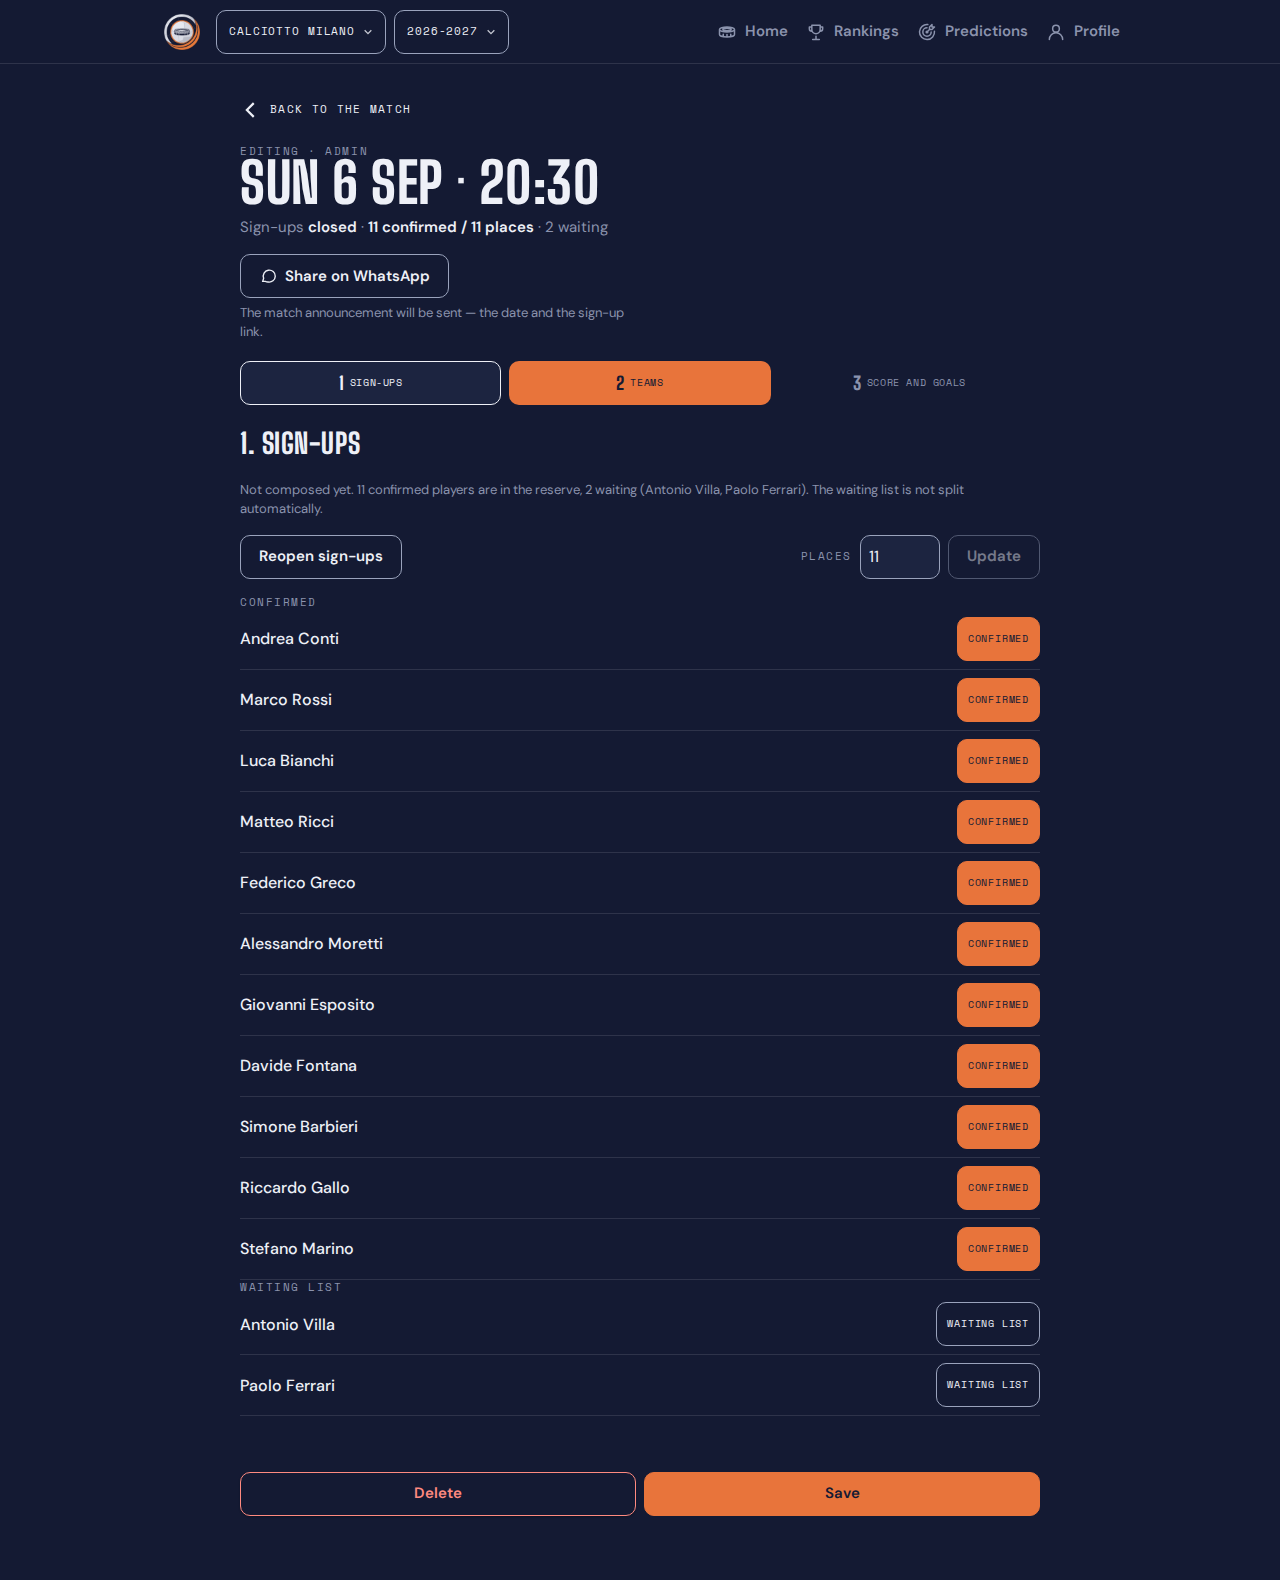 CALCIOTTO MILANO
2026-2027
Home
Rankings
Predictions
Profile
BACK TO THE MATCH
EDITING · ADMIN
SUN 6 SEP · 20:30
Sign-ups closed · 11 confirmed / 11 places · 2 waiting
Share on WhatsApp
The match announcement will be sent — the date and the sign-up
link.
1 SIGN-UPS
2 TEAMS
3 SCORE AND GOALS
1. SIGN-UPS
Not composed yet. 11 confirmed players are in the reserve, 2 waiting (Antonio Villa, Paolo Ferrari). The waiting list is not split
automatically.
Reopen sign-ups
PLACES
11
Update
CONFIRMED
Andrea Conti
CONFIRMED
Marco Rossi
CONFIRMED
Luca Bianchi
CONFIRMED
Matteo Ricci
CONFIRMED
Federico Greco
CONFIRMED
Alessandro Moretti
CONFIRMED
Giovanni Esposito
CONFIRMED
Davide Fontana
CONFIRMED
Simone Barbieri
CONFIRMED
Riccardo Gallo
CONFIRMED
Stefano Marino
CONFIRMED
WAITING LIST
Antonio Villa
WAITING LIST
Paolo Ferrari
WAITING LIST
Delete
Save